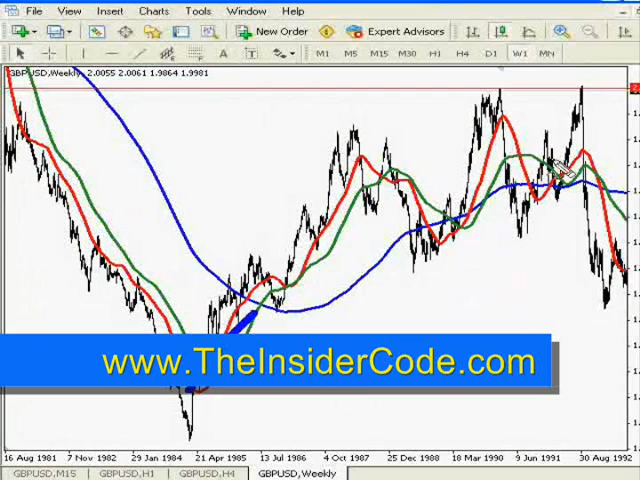 File View Insert Charts Tools Window Help
New Order Expert Advisors
M1 M5 M15 M30 H1 H4 D1 W1 MN
GBPUSD,Weekly 2.0055 2.0061 1.9864 1.9981
www.TheInsiderCode.com
16 Aug 1981 7 Nov 1982 29 Jan 1984 21 Apr 1985 13 Jul 1986 4 Oct 1987 25 Dec 1988 18 Mar 1990 9 Jun 1991 30 Aug 1992
GBPUSD,M15 GBPUSD,H1 GBPUSD,H4 GBPUSD,Weekly